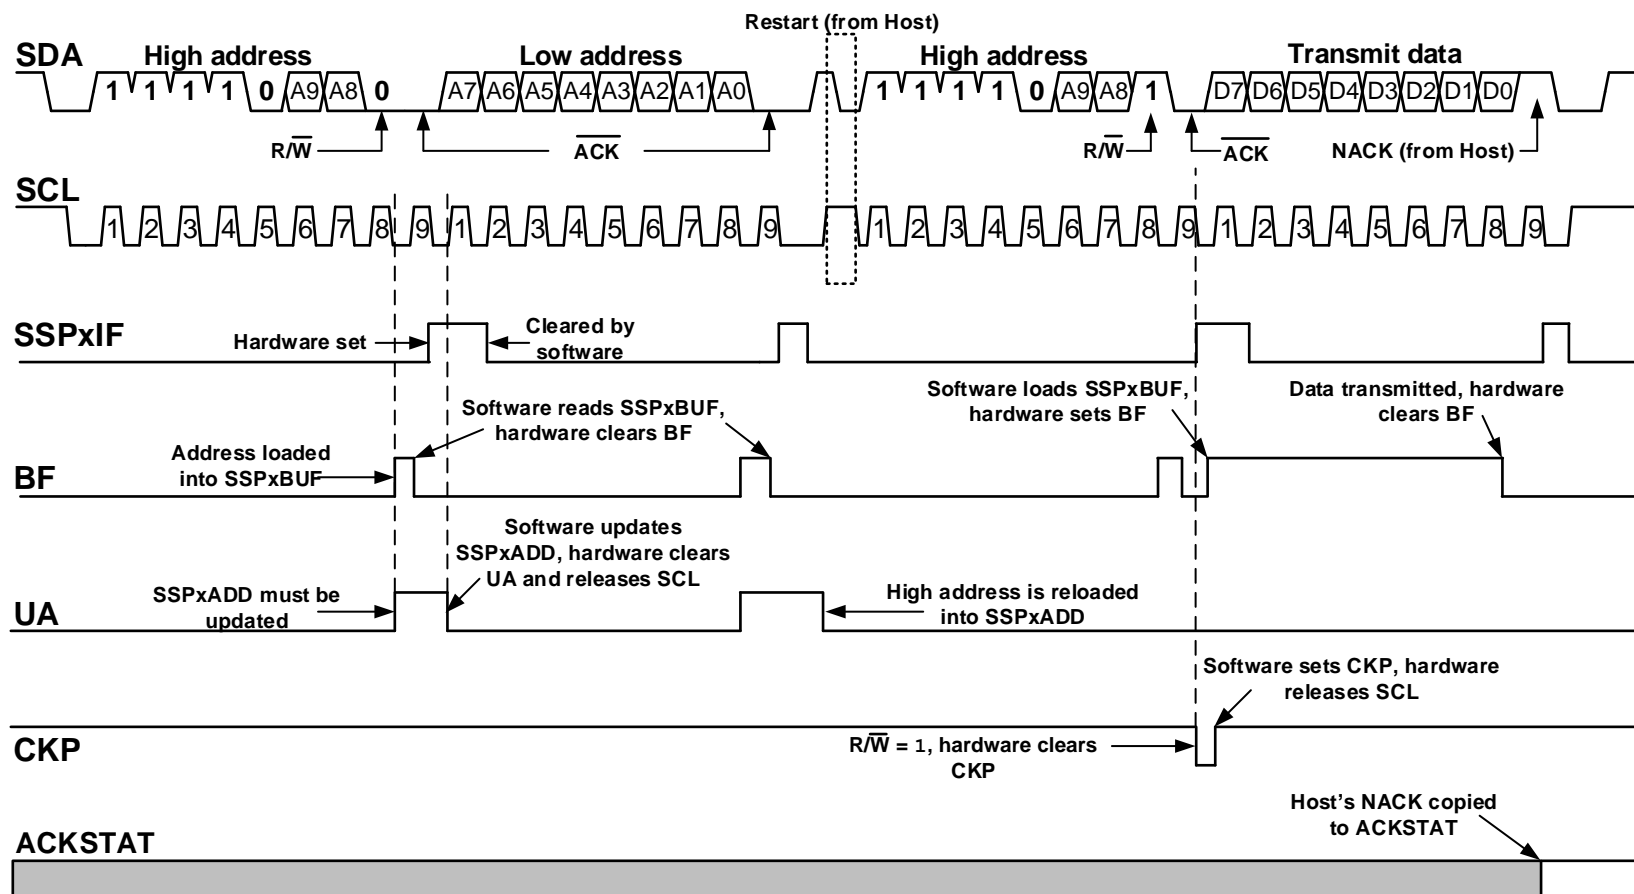 Restart (from Host)
SDA
High address
Low address
High address
Transmit data
1 1 1 1 0 A9 A8 0
A7 A6 A5 A4 A3 A2 A1 A0
1 1 1 1 0 A9 A8 1
D7 D6 D5 D4 D3 D2 D1 D0
R/W̅
A̅C̅K̅
R/W̅
A̅C̅K̅
NACK (from Host)
SCL
1 2 3 4 5 6 7 8 9 1 2 3 4 5 6 7 8 9 1 2 3 4 5 6 7 8 9 1 2 3 4 5 6 7 8 9
SSPxIF
Hardware set
Cleared by
software
Software reads SSPxBUF,
hardware clears BF
Software loads SSPxBUF,
hardware sets BF
Data transmitted, hardware
clears BF
BF
Address loaded
into SSPxBUF
Software updates
SSPxADD, hardware clears
UA and releases SCL
UA
SSPxADD must be
updated
High address is reloaded
into SSPxADD
Software sets CKP, hardware
releases SCL
CKP
R/W̅ = 1, hardware clears
CKP
Host's NACK copied
to ACKSTAT
ACKSTAT